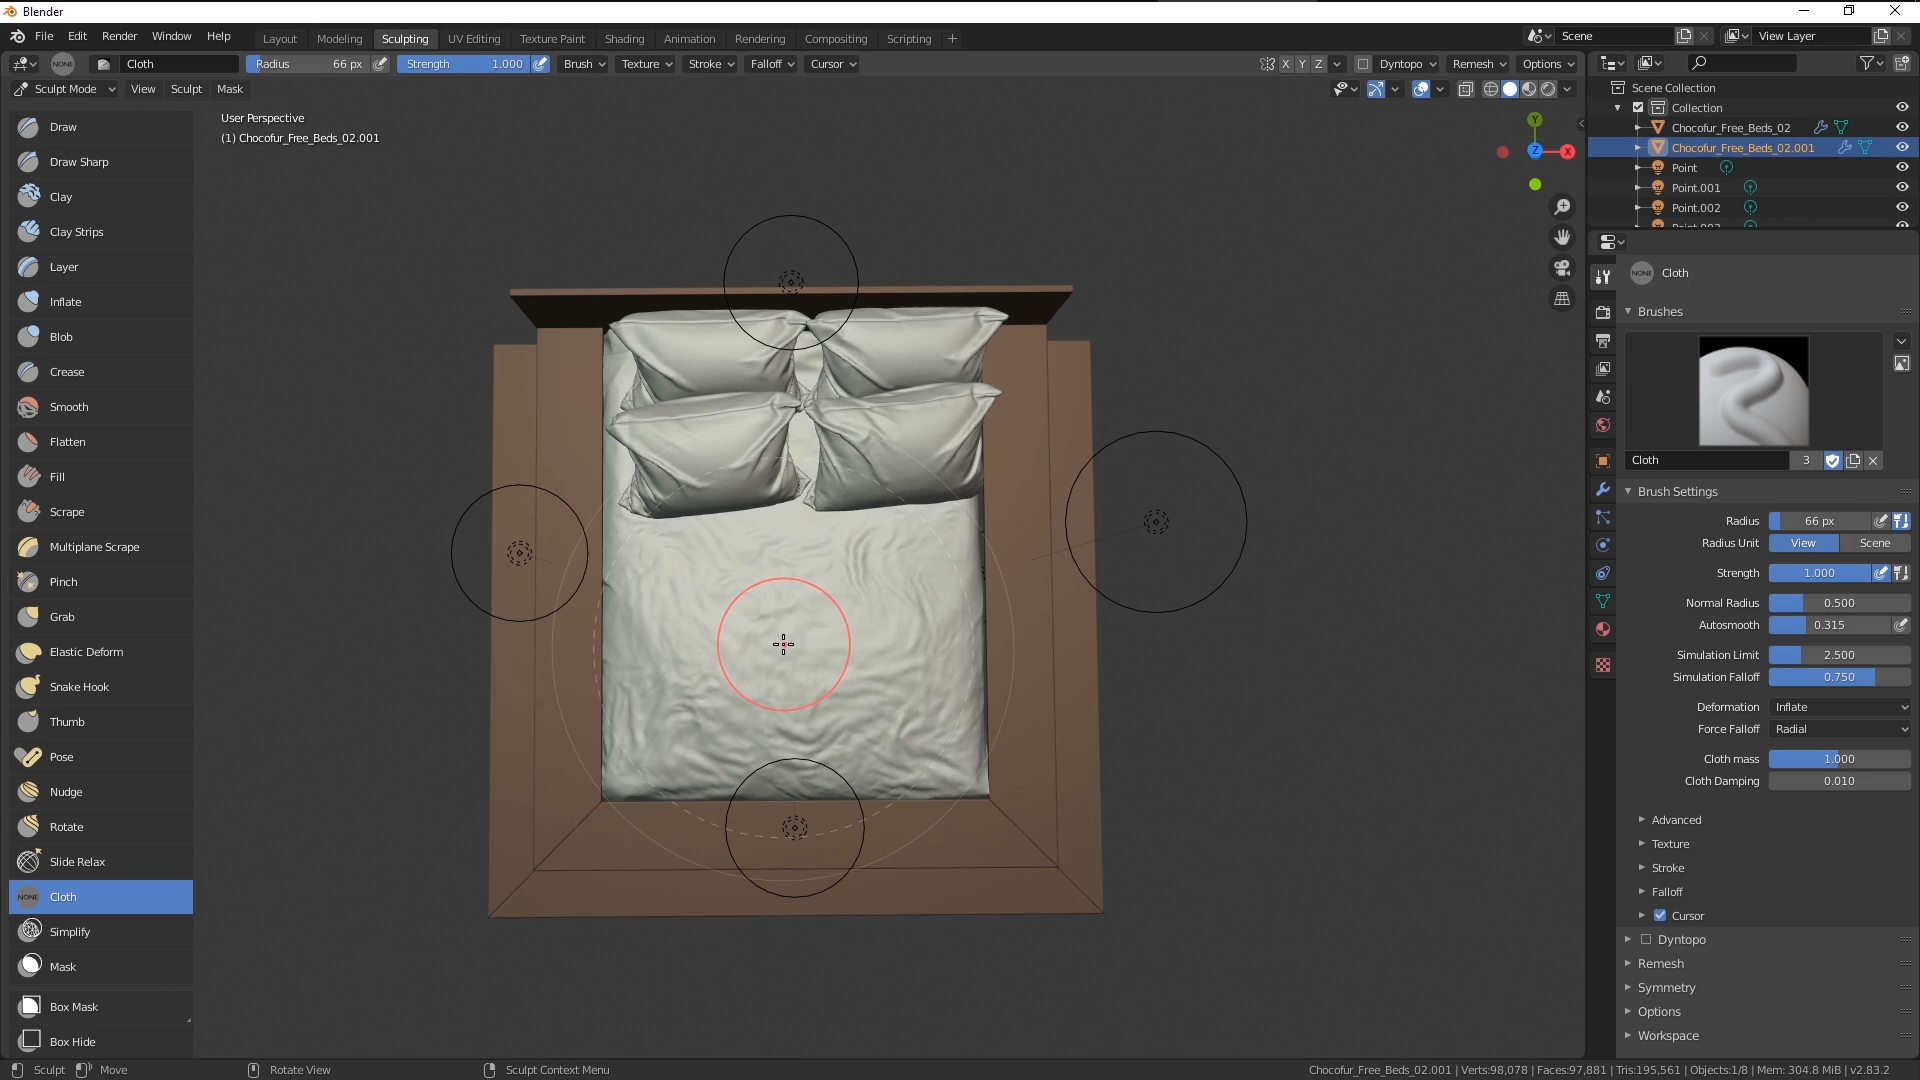 Blender
File Edit Render Window Help Layout Modeling Sculpting UV Editing Texture Paint Shading Animation Rendering Compositing Scripting + Scene View Layer
NONE Cloth Radius 66 px Strength 1.000 Brush Texture Stroke Falloff Cursor X Y Z Dyntopo Remesh Options
Sculpt Mode View Sculpt Mask
User Perspective
(1) Chocofur_Free_Beds_02.001
Y
Z X
Draw
Draw Sharp
Clay
Clay Strips
Layer
Inflate
Blob
Crease
Smooth
Flatten
Fill
Scrape
Multiplane Scrape
Pinch
Grab
Elastic Deform
Snake Hook
Thumb
Pose
Nudge
Rotate
Slide Relax
NONE Cloth
Simplify
Mask
Box Mask
Box Hide
Scene Collection
Collection
Chocofur_Free_Beds_02
Chocofur_Free_Beds_02.001
Point
Point.001
Point.002
NONE Cloth
Brushes
Cloth 3
Brush Settings
Radius 66 px
Radius Unit View Scene
Strength 1.000
Normal Radius 0.500
Autosmooth 0.315
Simulation Limit 2.500
Simulation Falloff 0.750
Deformation Inflate
Force Falloff Radial
Cloth mass 1.000
Cloth Damping 0.010
Advanced
Texture
Stroke
Falloff
Cursor
Dyntopo
Remesh
Symmetry
Options
Workspace
Sculpt Move Rotate View Sculpt Context Menu Chocofur_Free_Beds_02.001 | Verts:98,078 | Faces:97,881 | Tris:195,561 | Objects:1/8 | Mem: 304.8 MiB | v2.83.2